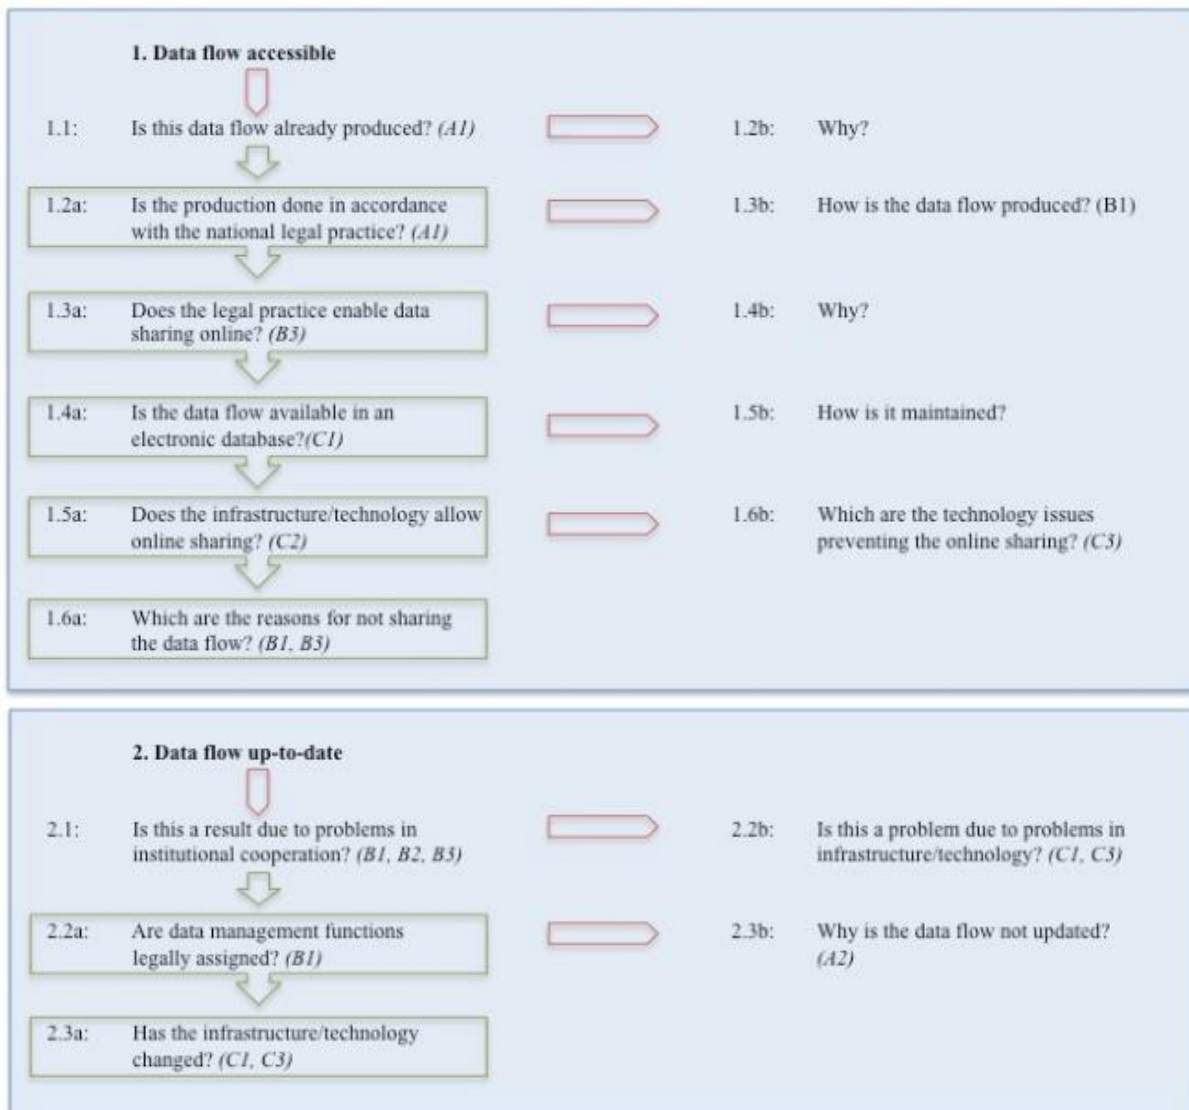 1. Data flow accessible
1.1: Is this data flow already produced? (A1)
1.2b: Why?
1.2a: Is the production done in accordance
with the national legal practice? (A1)
1.3b: How is the data flow produced? (B1)
1.3a: Does the legal practice enable data
sharing online? (B3)
1.4b: Why?
1.4a: Is the data flow available in an
electronic database?(C1)
1.5b: How is it maintained?
1.5a: Does the infrastructure/technology allow
online sharing? (C2)
1.6b: Which are the technology issues
preventing the online sharing? (C3)
1.6a: Which are the reasons for not sharing
the data flow? (B1, B3)
2. Data flow up-to-date
2.1: Is this a result due to problems in
institutional cooperation? (B1, B2, B3)
2.2b: Is this a problem due to problems in
infrastructure/technology? (C1, C3)
2.2a: Are data management functions
legally assigned? (B1)
2.3b: Why is the data flow not updated?
(A2)
2.3a: Has the infrastructure/technology
changed? (C1, C3)